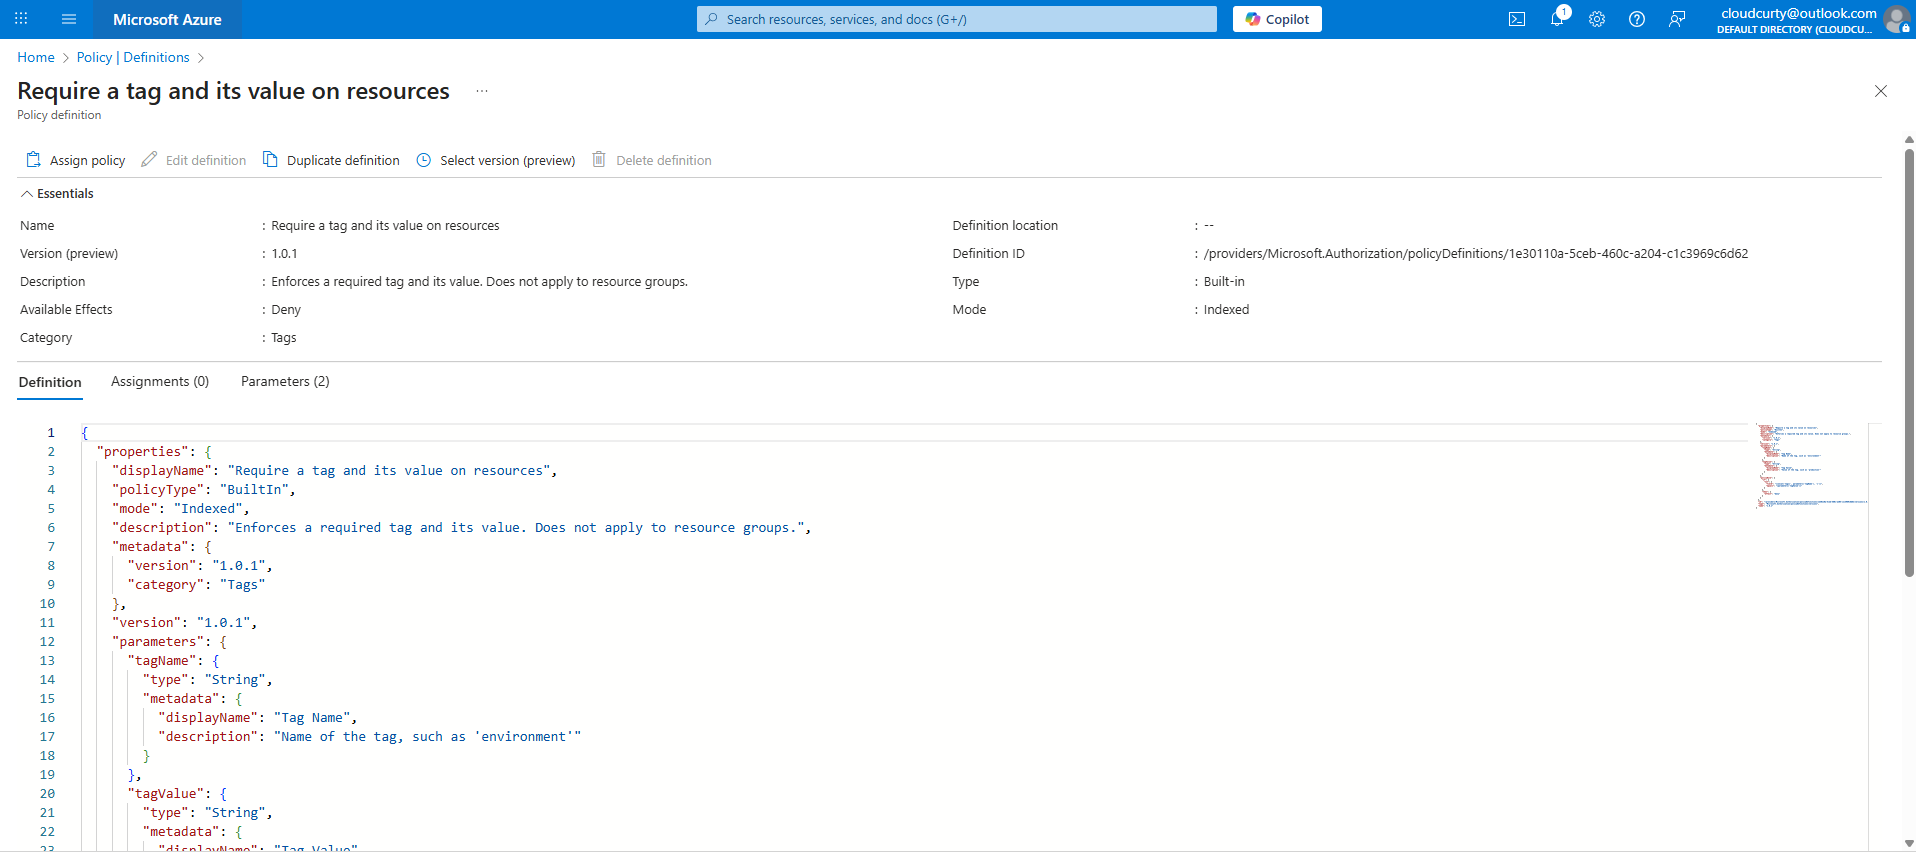 Microsoft Azure
Search resources, services, and docs (G+/)
Copilot
1
cloudcurty@outlook.com
DEFAULT DIRECTORY (CLOUDCU...
Home > Policy | Definitions >
Require a tag and its value on resources ...
Policy definition
Assign policy Edit definition Duplicate definition Select version (preview) Delete definition
Essentials
Name : Require a tag and its value on resources
Definition location : --
Version (preview) : 1.0.1
Definition ID : /providers/Microsoft.Authorization/policyDefinitions/1e30110a-5ceb-460c-a204-c1c3969c6d62
Description : Enforces a required tag and its value. Does not apply to resource groups.
Type : Built-in
Available Effects : Deny
Mode : Indexed
Category : Tags
Definition Assignments (0) Parameters (2)
1 {
2 "properties": {
3 "displayName": "Require a tag and its value on resources",
4 "policyType": "BuiltIn",
5 "mode": "Indexed",
6 "description": "Enforces a required tag and its value. Does not apply to resource groups.",
7 "metadata": {
8 "version": "1.0.1",
9 "category": "Tags"
10 },
11 "version": "1.0.1",
12 "parameters": {
13 "tagName": {
14 "type": "String",
15 "metadata": {
16 "displayName": "Tag Name",
17 "description": "Name of the tag, such as 'environment'"
18 }
19 },
20 "tagValue": {
21 "type": "String",
22 "metadata": {
23 "displayName": "Tag Value"